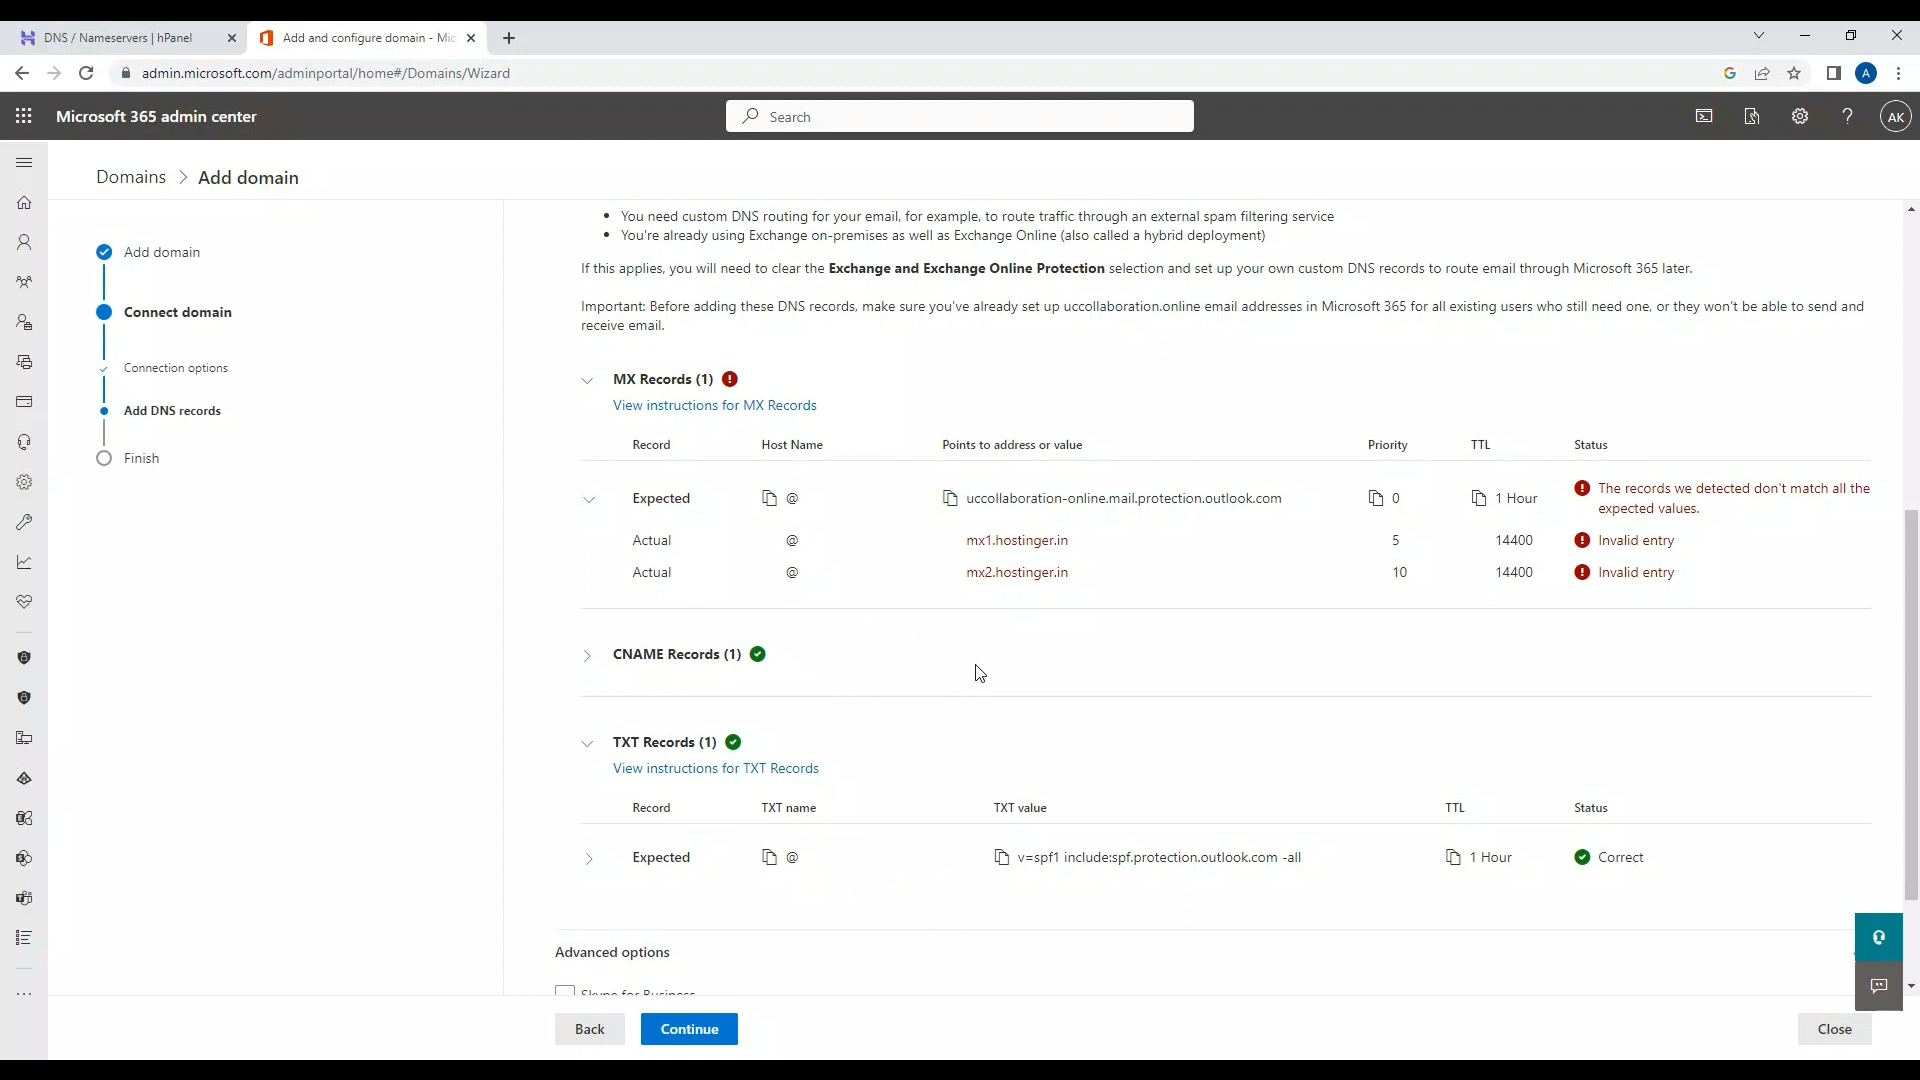 DNS / Nameservers | hPanel
Add and configure domain - Mic
admin.microsoft.com/adminportal/home#/Domains/Wizard
A
Microsoft 365 admin center
Search
AK
Domains > Add domain
Add domain
Connect domain
Connection options
Add DNS records
Finish
• You need custom DNS routing for your email, for example, to route traffic through an external spam filtering service
• You're already using Exchange on-premises as well as Exchange Online (also called a hybrid deployment)
If this applies, you will need to clear the Exchange and Exchange Online Protection selection and set up your own custom DNS records to route email through Microsoft 365 later.
Important: Before adding these DNS records, make sure you've already set up uccollaboration.online email addresses in Microsoft 365 for all existing users who still need one, or they won't be able to send and
receive email.
MX Records (1)
View instructions for MX Records
Record Host Name Points to address or value Priority TTL Status
Expected @ uccollaboration-online.mail.protection.outlook.com 0 1 Hour The records we detected don't match all the
expected values.
Actual @ mx1.hostinger.in 5 14400 Invalid entry
Actual @ mx2.hostinger.in 10 14400 Invalid entry
CNAME Records (1)
TXT Records (1)
View instructions for TXT Records
Record TXT name TXT value TTL Status
Expected @ v=spf1 include:spf.protection.outlook.com -all 1 Hour Correct
Advanced options
Skype for Business
Back Continue Close